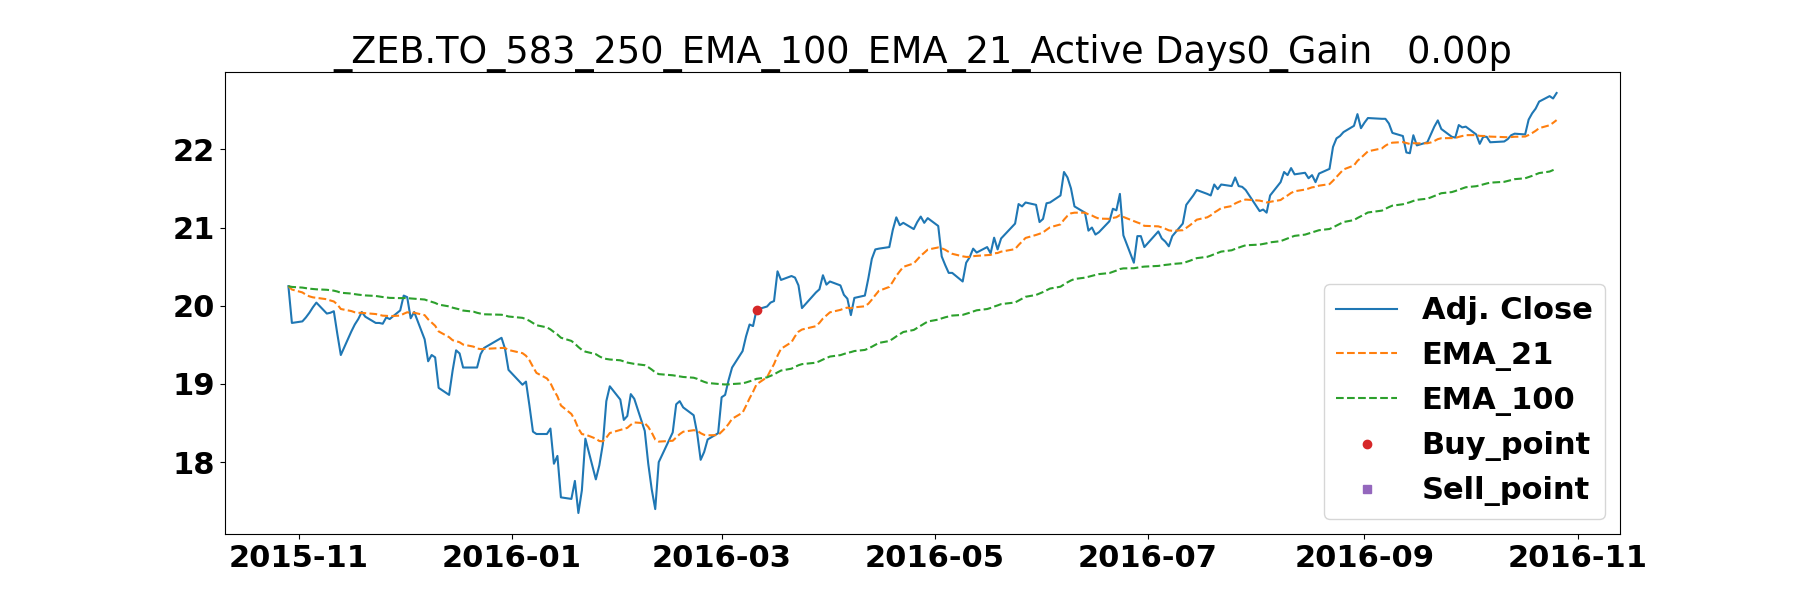 _ZEB.TO_583_250_EMA_100_EMA_21_Active Days0_Gain   0.00p
22
21
20
19
18
2015-11 2016-01 2016-03 2016-05 2016-07 2016-09 2016-11
Adj. Close
EMA_21
EMA_100
Buy_point
Sell_point